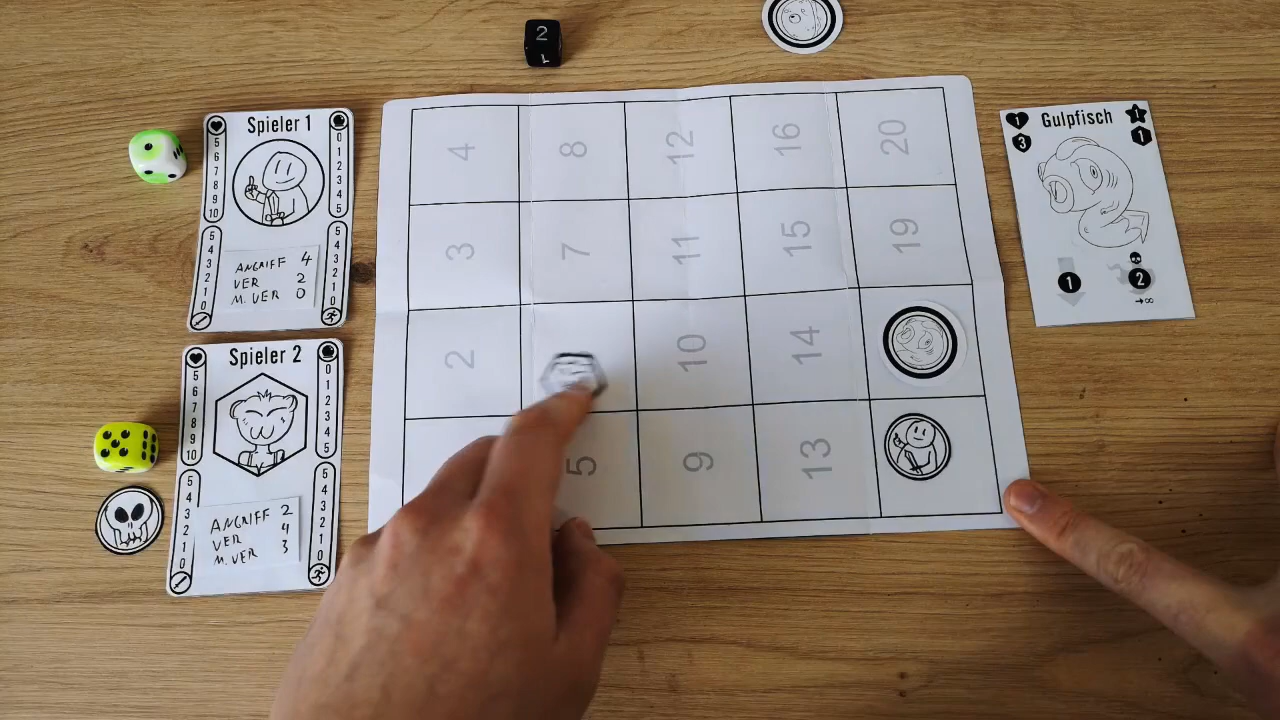 2
1
Spieler 1
5 0
6 1
7 2
8 3
9 4
10 5
5 5
4 4
3 3
2 2
1 1
0 0
ANGRIFF 4
VER 2
M. VER 0
Spieler 2
5 0
6 1
7 2
8 3
9 4
10 5
5 5
4 4
3 3
2 2
1 1
0 0
ANGRIFF 2
VER 4
M. VER 3
4 8 12 16 20
3 7 11 15 19
2 10 14
5 9 13
1 Gulpfisch 1
3 1
1 2
→∞